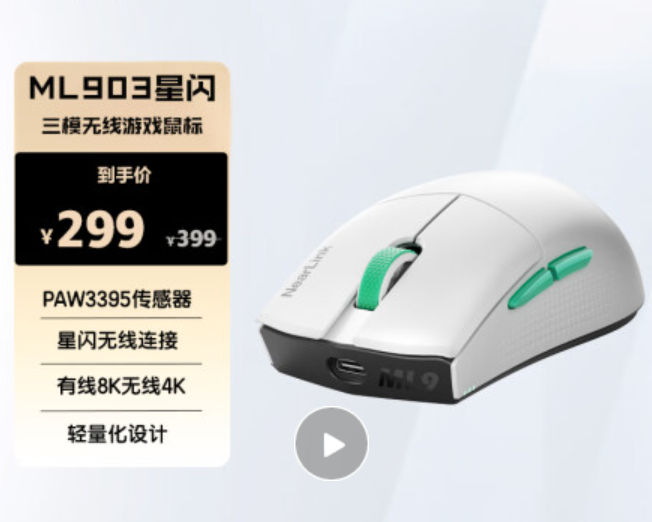 ML903星闪
三模无线游戏鼠标
到手价
¥299 ¥399
PAW3395传感器
星闪无线连接
有线8K无线4K
轻量化设计
NearLink
ML9